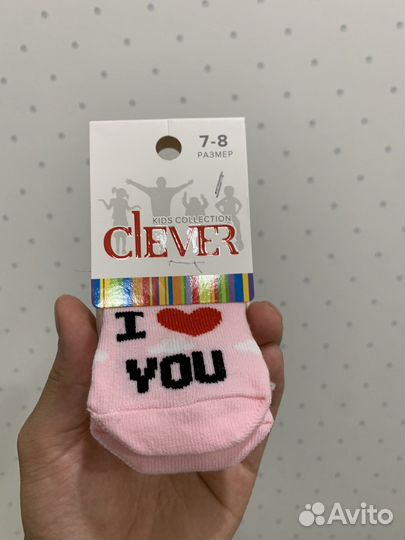 7-8
РАЗМЕР
KIDS COLLECTION
ClEVER
I ❤ YOU
Avito